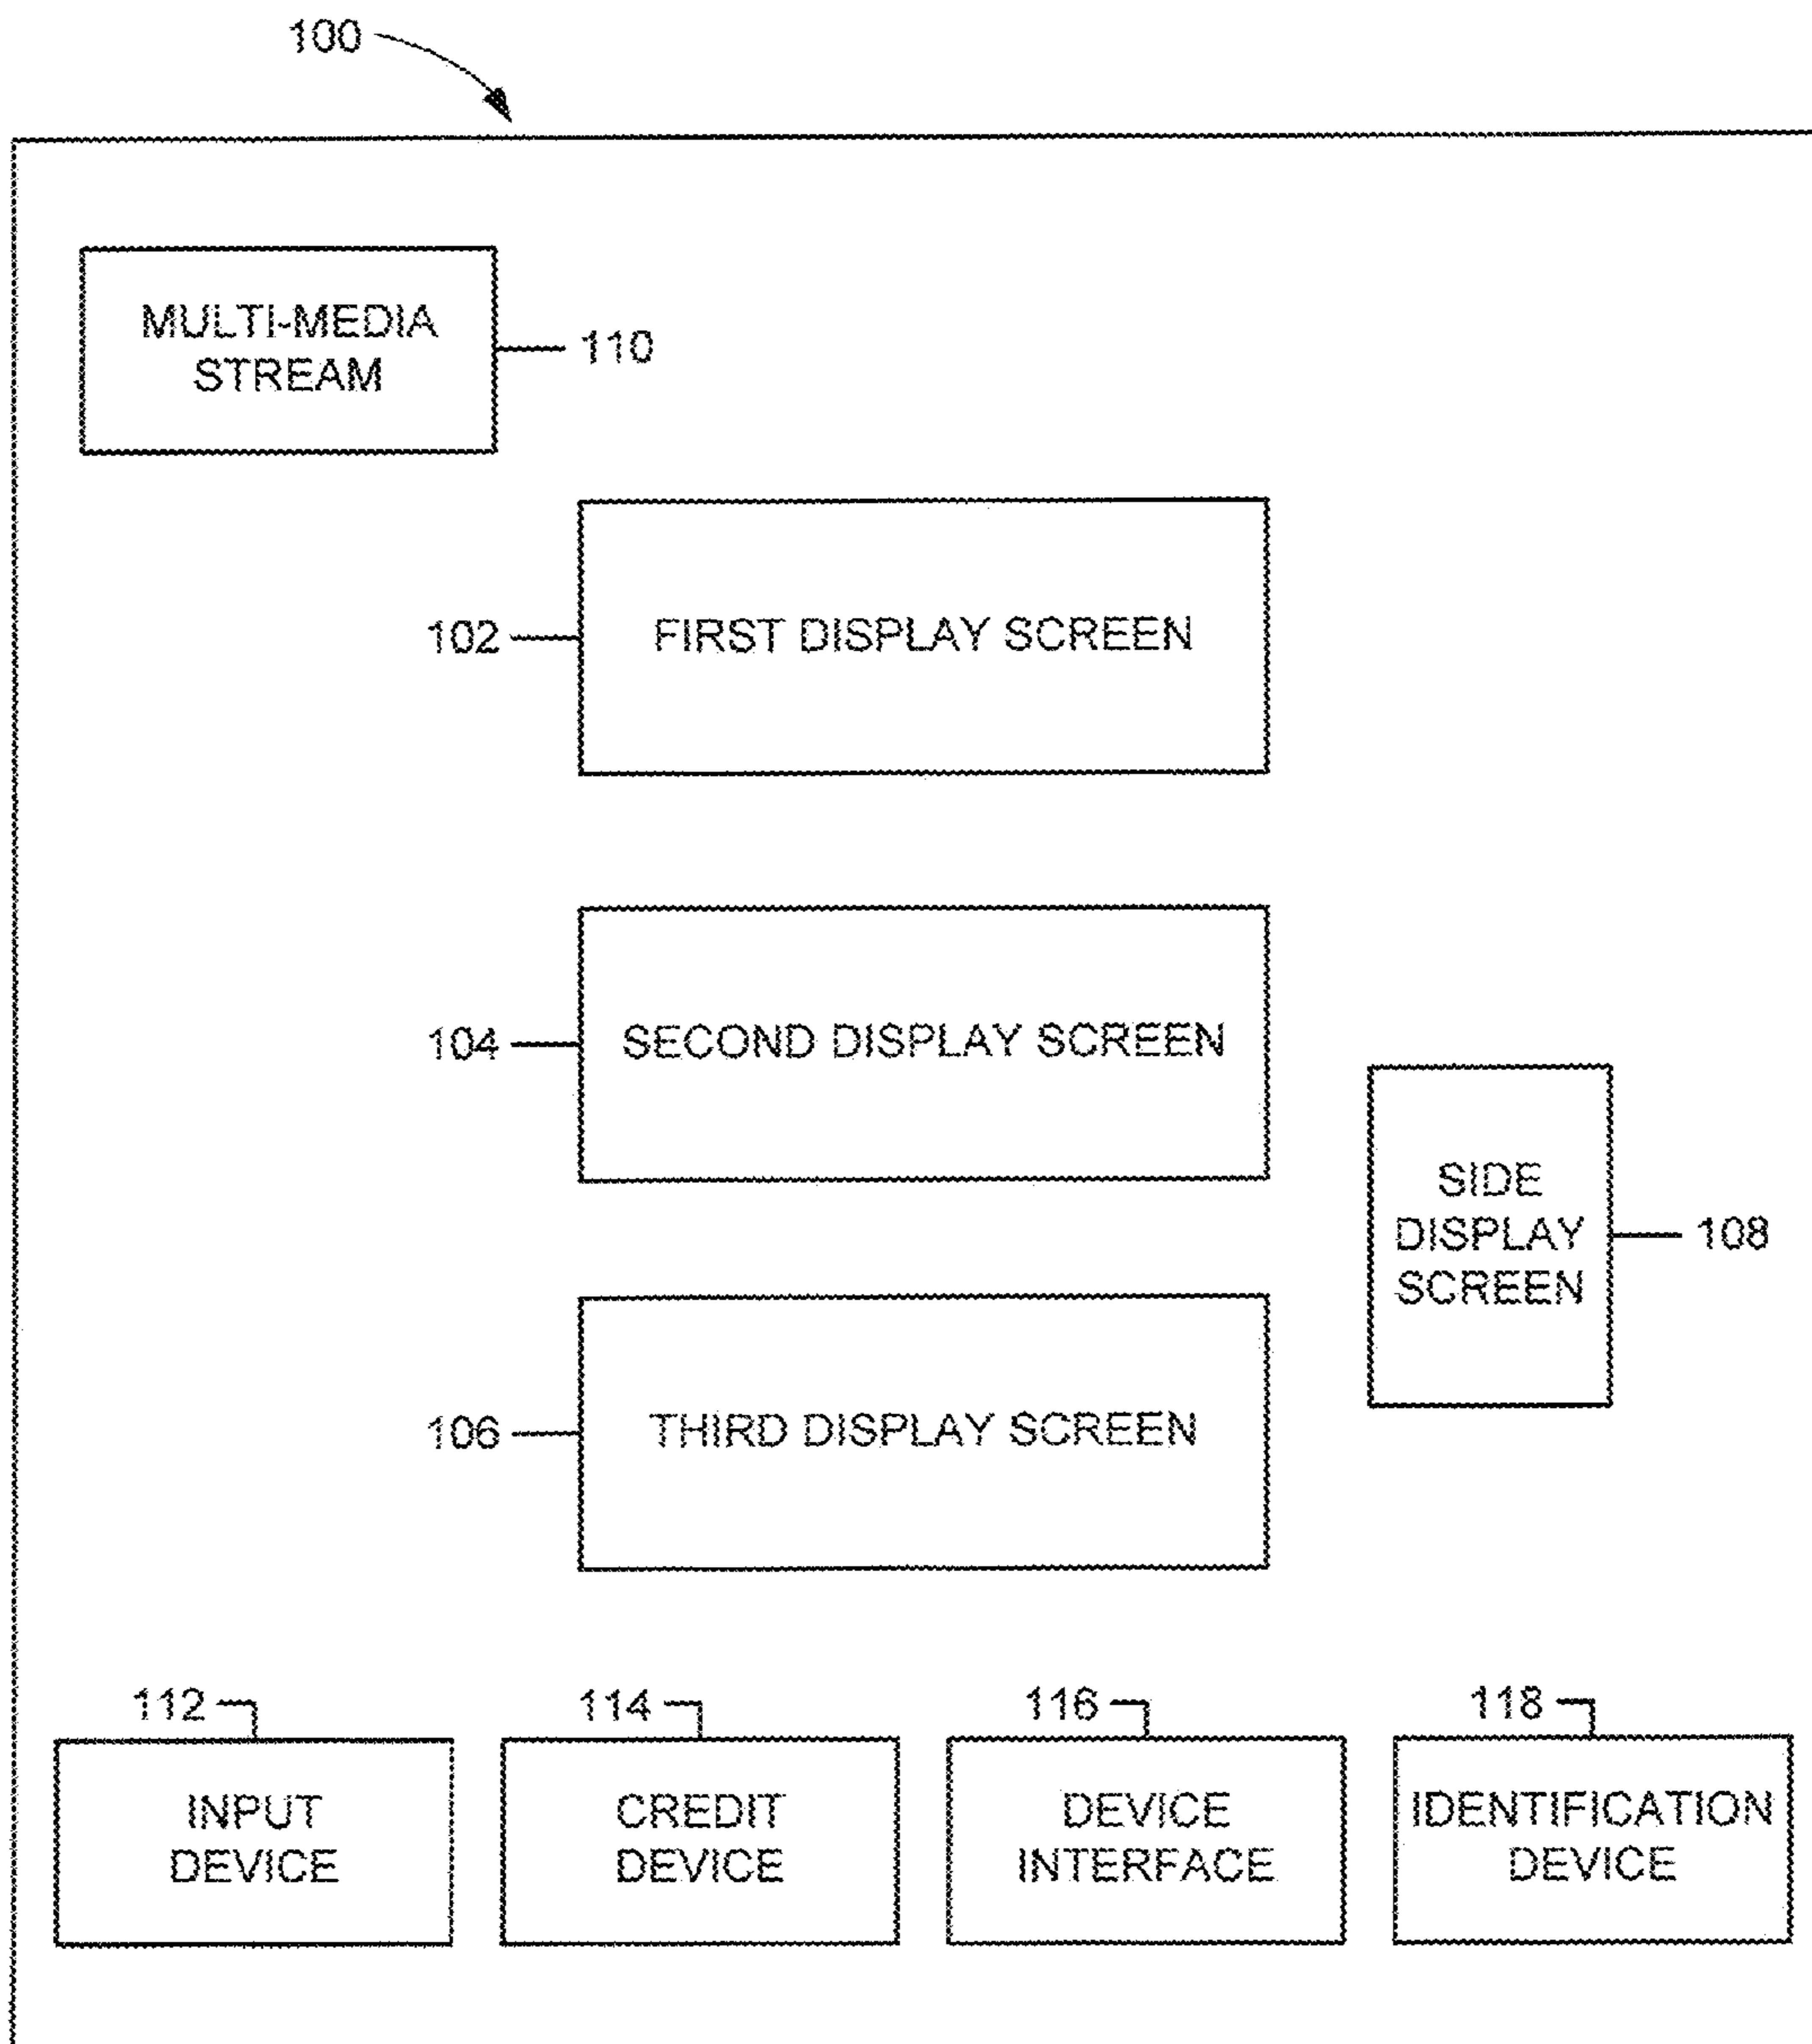 100
MULTI-MEDIA
STREAM
110
102
FIRST DISPLAY SCREEN
104
SECOND DISPLAY SCREEN
SIDE
DISPLAY
SCREEN
108
106
THIRD DISPLAY SCREEN
112
114
116
118
INPUT
DEVICE
CREDIT
DEVICE
DEVICE
INTERFACE
IDENTIFICATION
DEVICE